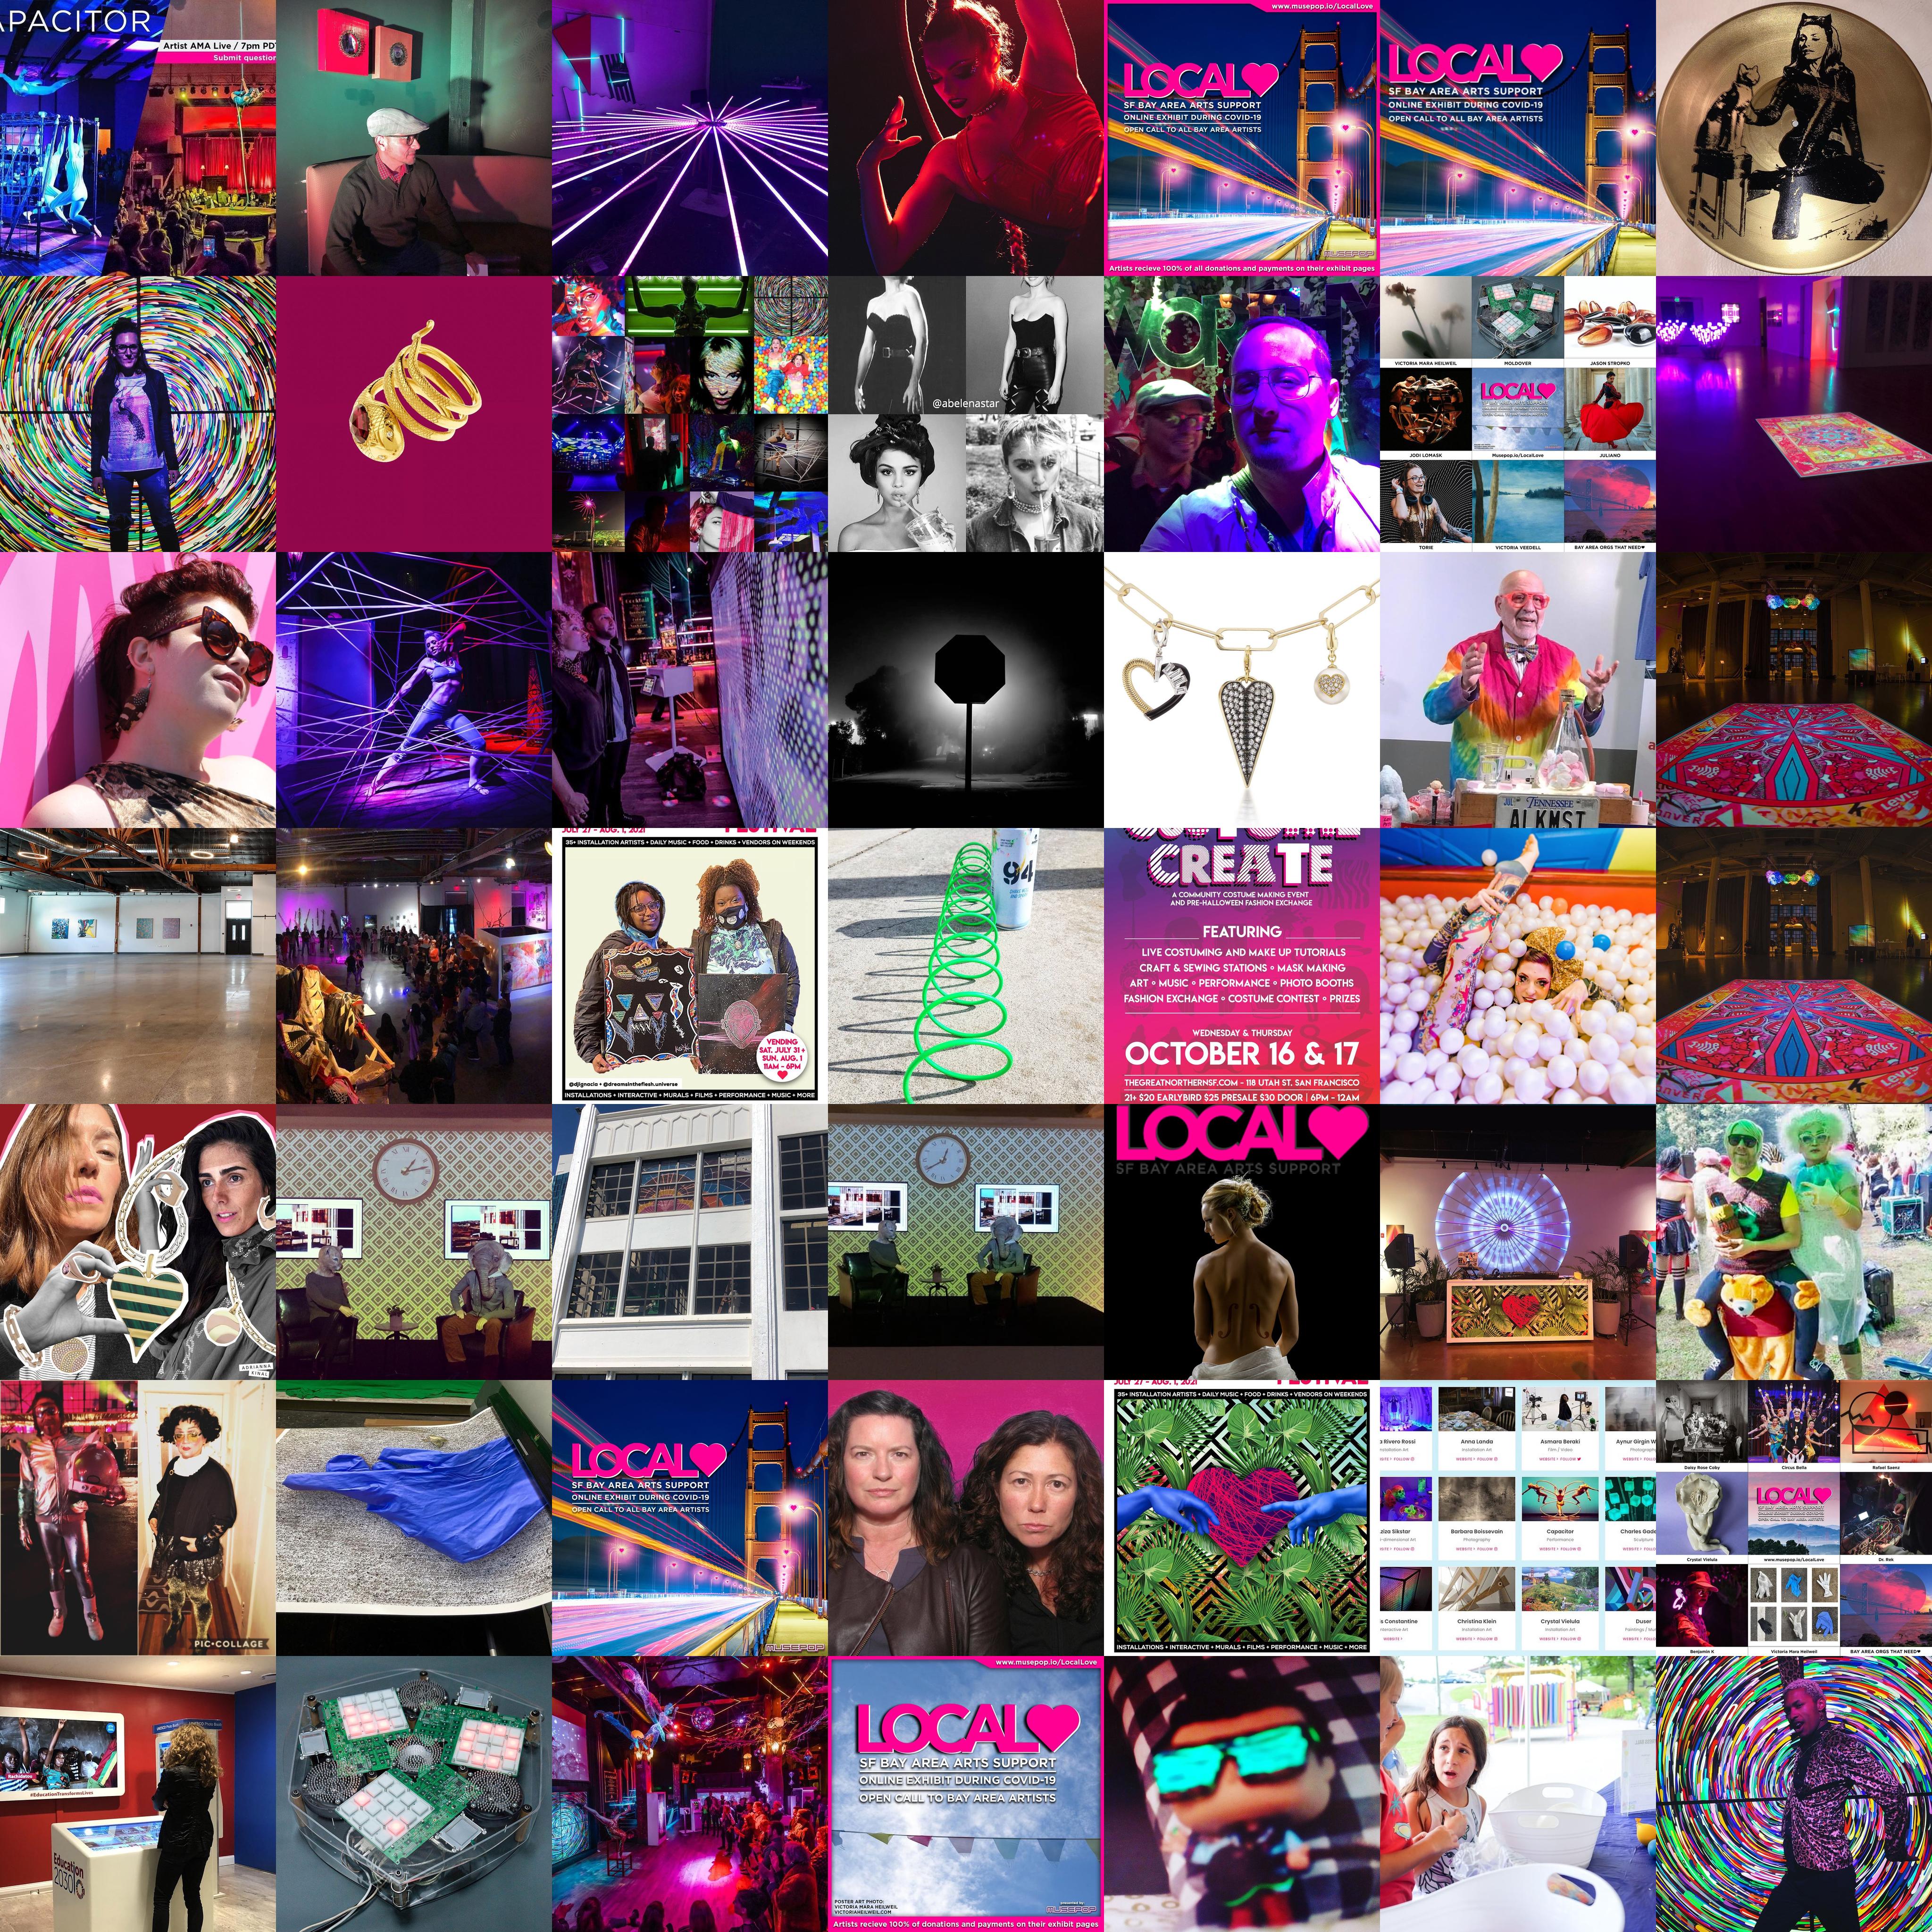 APACITOR
Artist AMA Live / 7pm PDT
Submit question
www.musepop.io/LocalLove
LOCAL
SF BAY AREA ARTS SUPPORT
ONLINE EXHIBIT DURING COVID-19
OPEN CALL TO ALL BAY AREA ARTISTS
MUSEPOP
Artists recieve 100% of all donations and payments on their exhibit pages
LOCAL
SF BAY AREA ARTS SUPPORT
ONLINE EXHIBIT DURING COVID-19
OPEN CALL TO ALL BAY AREA ARTISTS
@abelenastar
WORTHY
VICTORIA MARA HEILWEIL
MOLDOVER
JASON STROPKO
LOCAL
JODI LOMASK
Musepop.io/LocalLove
JULIANO
TORIE
VICTORIA VEEDELL
BAY AREA ORGS THAT NEED
TENNESSEE
ALKMST
JULY 27 - AUG. 1, 2021
FESTIVAL
35+ INSTALLATION ARTISTS + DAILY MUSIC + FOOD + DRINKS + VENDORS ON WEEKENDS
VENDING
SAT. JULY 31 +
SUN. AUG. 1
11AM - 6PM
@djignacia + @dreamsintheflesh.universe
INSTALLATIONS + INTERACTIVE + MURALS + FILMS + PERFORMANCE + MUSIC + MORE
94
CREATE
A COMMUNITY COSTUME MAKING EVENT
AND PRE-HALLOWEEN FASHION EXCHANGE
FEATURING
LIVE COSTUMING AND MAKE UP TUTORIALS
CRAFT & SEWING STATIONS • MASK MAKING
ART • MUSIC • PERFORMANCE • PHOTO BOOTHS
FASHION EXCHANGE • COSTUME CONTEST • PRIZES
WEDNESDAY & THURSDAY
OCTOBER 16 & 17
THEGREATNORTHERNSF.COM - 118 UTAH ST. SAN FRANCISCO
21+ $20 EARLYBIRD $25 PRESALE $30 DOOR | 6PM - 12AM
ADRIANNA
LOCAL
SF BAY AREA ARTS SUPPORT
PIC•COLLAGE
LOCAL
SF BAY AREA ARTS SUPPORT
ONLINE EXHIBIT DURING COVID-19
OPEN CALL TO ALL BAY AREA ARTISTS
MUSEPOP
JULY 27 - AUG. 1, 2021
FESTIVAL
35+ INSTALLATION ARTISTS + DAILY MUSIC + FOOD + DRINKS + VENDORS ON WEEKENDS
INSTALLATIONS + INTERACTIVE + MURALS + FILMS + PERFORMANCE + MUSIC + MORE
a Rivero Rossi
Anna Landa
Asmara Beraki
Aynur Girgin W
Installation Art
Film / Video
WEBSITE
FOLLOW
ziza Sikstar
Barbara Boissevain
Capacitor
Charles Gade
Photography
Performance
Sculpture
s Constantine
Christina Klein
Crystal Vielula
Duser
Installation Art
Installation Art
Daisy Rose Coby
Circus Bella
Rafael Saenz
LOCAL
SF BAY AREA ARTS SUPPORT
Crystal Vielula
www.musepop.io/LocalLove
Dr. Rek
Benjamin K
Victoria Mara Heilweil
BAY AREA ORGS THAT NEED
#EducationTransformsLives
Education
2030
www.musepop.io/LocalLove
LOCAL
SF BAY AREA ARTS SUPPORT
ONLINE EXHIBIT DURING COVID-19
OPEN CALL TO BAY AREA ARTISTS
POSTER ART PHOTO:
VICTORIA MARA HEILWEIL
VICTORIAHEILWEIL.COM
presented by:
MUSEPOP
Artists recieve 100% of donations and payments on their exhibit pages